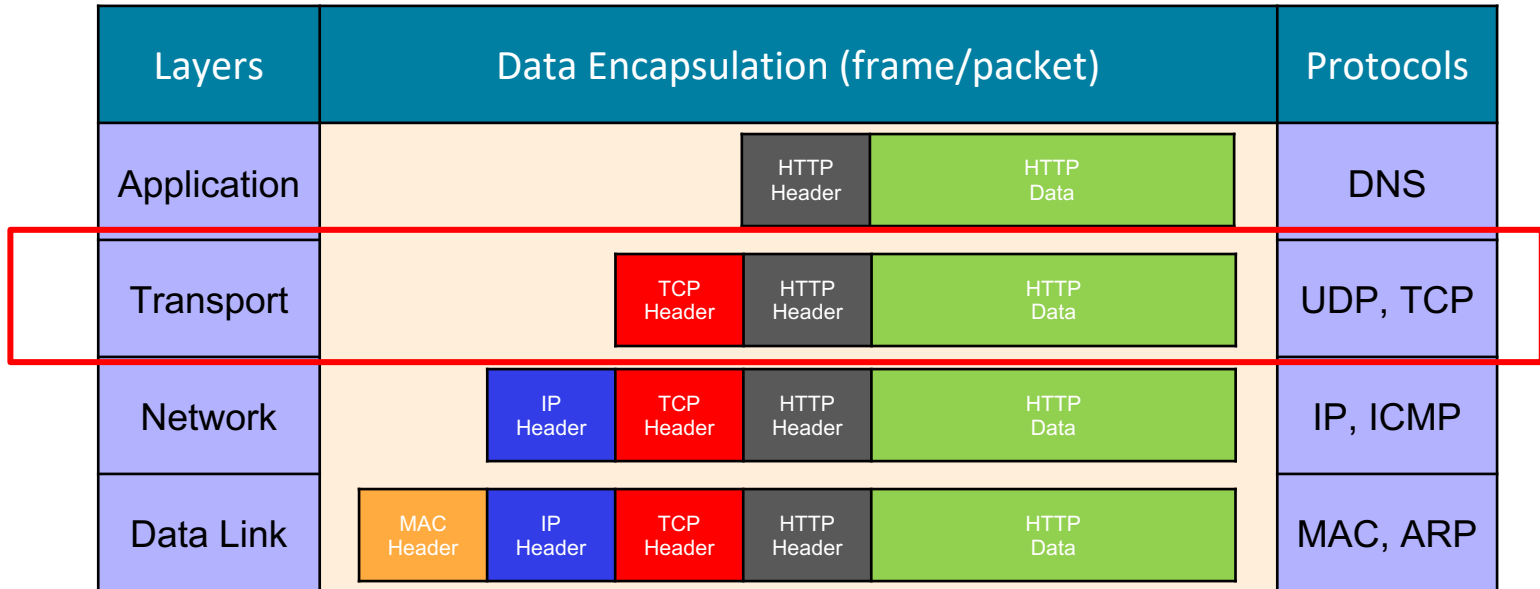 Layers
Data Encapsulation (frame/packet)
Protocols
Application
HTTP
Header
HTTP
Data
DNS
Transport
TCP
Header
HTTP
Header
HTTP
Data
UDP, TCP
Network
IP
Header
TCP
Header
HTTP
Header
HTTP
Data
IP, ICMP
Data Link
MAC
Header
IP
Header
TCP
Header
HTTP
Header
HTTP
Data
MAC, ARP